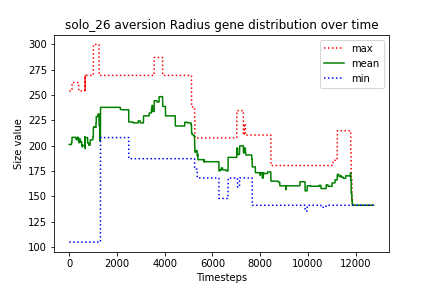 solo_26 aversion Radius gene distribution over time
max
mean
min
Size value
300
275
250
225
200
175
150
125
100
0 2000 4000 6000 8000 10000 12000
Timesteps